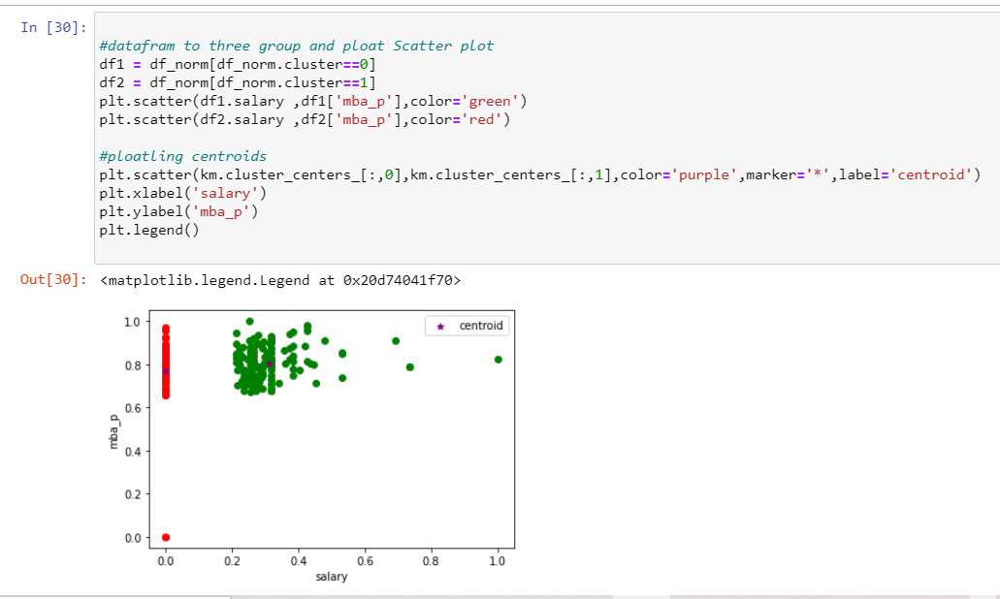 In [30]:
#datafram to three group and ploat Scatter plot
df1 = df_norm[df_norm.cluster==0]
df2 = df_norm[df_norm.cluster==1]
plt.scatter(df1.salary ,df1['mba_p'],color='green')
plt.scatter(df2.salary ,df2['mba_p'],color='red')
#ploatling centroids
plt.scatter(km.cluster_centers_[:,0],km.cluster_centers_[:,1],color='purple',marker='*',label='centroid')
plt.xlabel('salary')
plt.ylabel('mba_p')
plt.legend()
Out[30]: <matplotlib.legend.Legend at 0x20d74041f70>
centroid
1.0
0.8
0.6
0.4
0.2
0.0
mba_p
0.0 0.2 0.4 0.6 0.8 1.0
salary